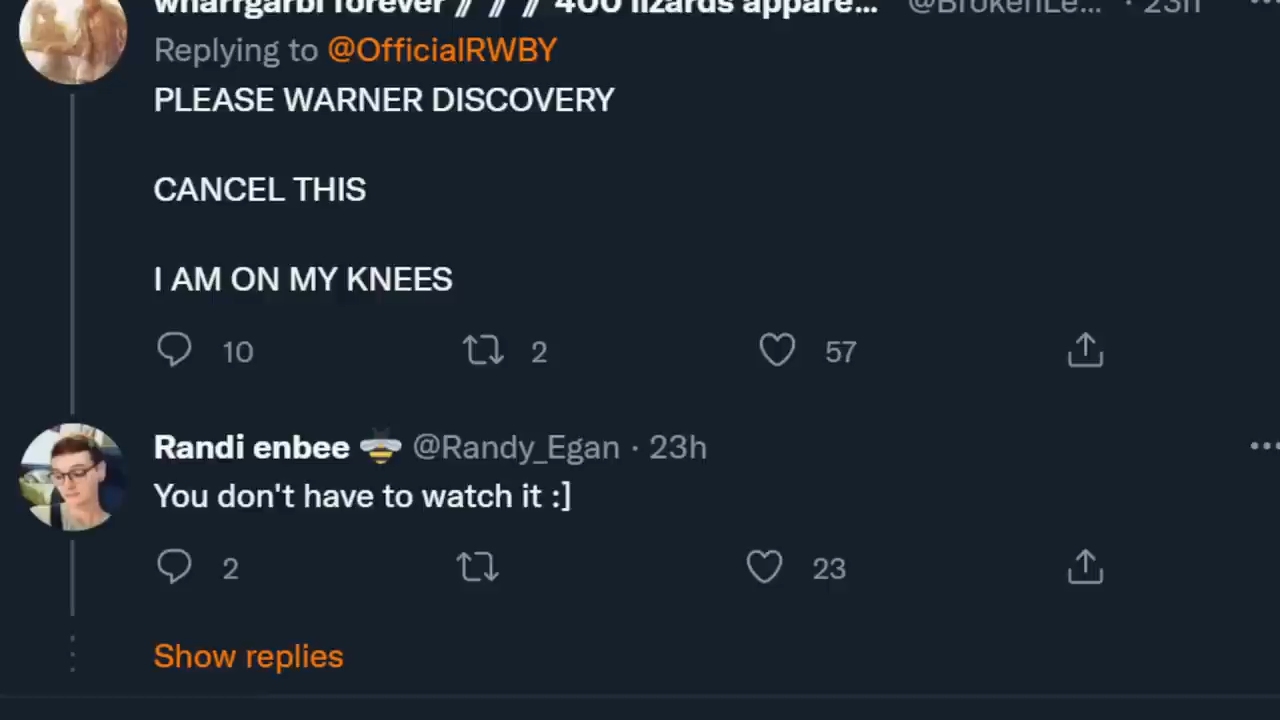 wharrgarbl forever // // // 400 lizards appare... @BrokenLe... · 23h
Replying to @OfficialRWBY
PLEASE WARNER DISCOVERY
CANCEL THIS
I AM ON MY KNEES
10 2 57
Randi enbee 🐝 @Randy_Egan · 23h
You don't have to watch it :]
2 23
Show replies